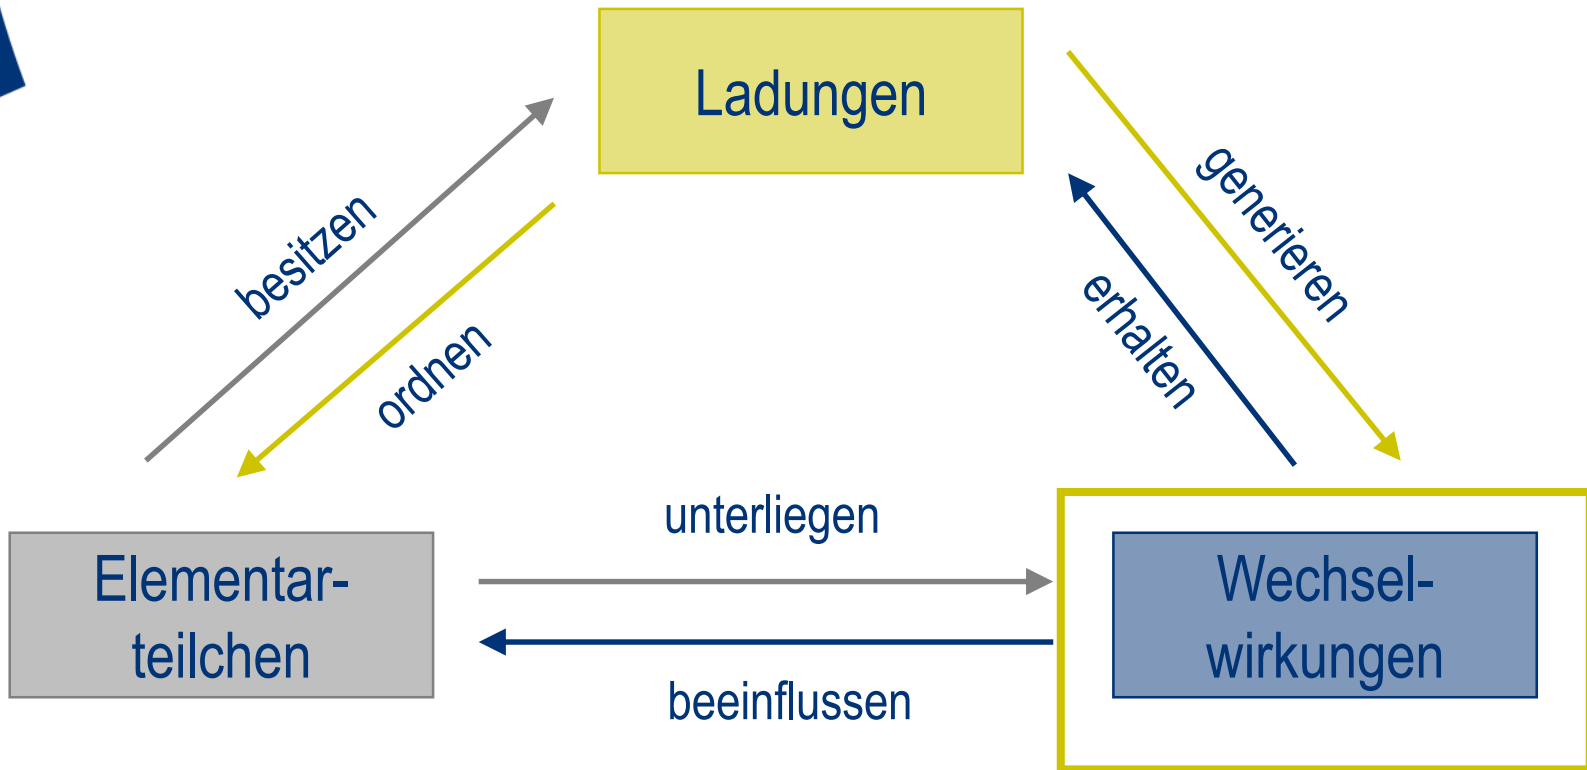 Ladungen
besitzen
ordnen
generieren
erhalten
unterliegen
Elementar-
teilchen
Wechsel-
wirkungen
beeinflussen